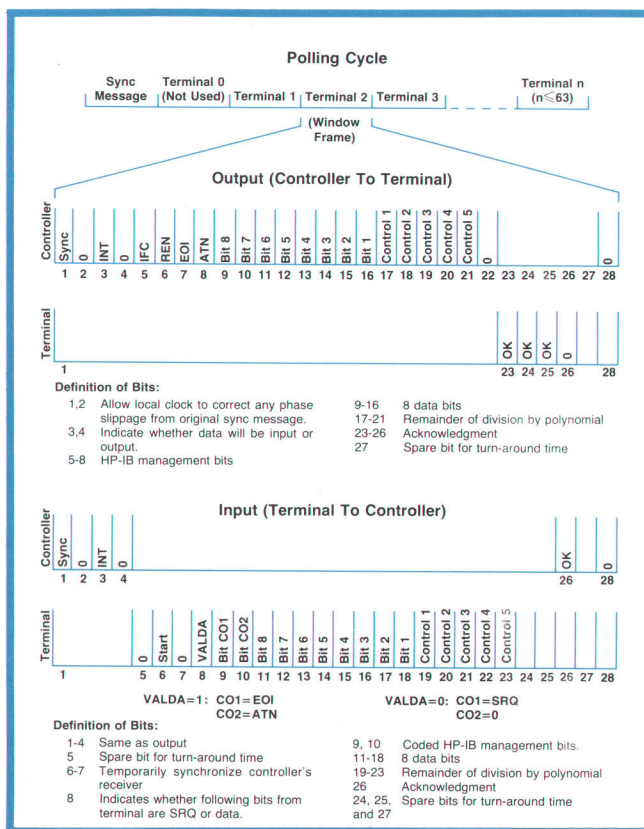 Polling Cycle
Sync Message
Terminal 0 (Not Used)
Terminal 1
Terminal 2
Terminal 3
Terminal n (n≤63)
(Window Frame)
Output (Controller To Terminal)
Controller
Sync 0 INT 0 IFC REN EOI ATN Bit 8 Bit 7 Bit 6 Bit 5 Bit 4 Bit 3 Bit 2 Bit 1 Control 1 Control 2 Control 3 Control 4 Control 5 0 0
1 2 3 4 5 6 7 8 9 10 11 12 13 14 15 16 17 18 19 20 21 22 23 24 25 26 27 28
Terminal
OK OK OK 0
1 23 24 25 26 28
Definition of Bits:
1,2 Allow local clock to correct any phase
slippage from original sync message.
3,4 Indicate whether data will be input or
output.
5-8 HP-IB management bits
9-16 8 data bits
17-21 Remainder of division by polynomial
23-26 Acknowledgment
27 Spare bit for turn-around time
Input (Terminal To Controller)
Controller
Sync 0 INT 0 OK 0
1 2 3 4 26 28
Terminal
0 Start 0 VALDA Bit CO1 Bit CO2 Bit 8 Bit 7 Bit 6 Bit 5 Bit 4 Bit 3 Bit 2 Bit 1 Control 1 Control 2 Control 3 Control 4 Control 5
1 5 6 7 8 9 10 11 12 13 14 15 16 17 18 19 20 21 22 23 24 25 26 27 28
VALDA=1: CO1=EOI
CO2=ATN
VALDA=0: CO1=SRQ
CO2=0
Definition of Bits:
1-4 Same as output
5 Spare bit for turn-around time
6-7 Temporarily synchronize controller's
receiver
8 Indicates whether following bits from
terminal are SRQ or data.
9, 10 Coded HP-IB management bits.
11-18 8 data bits
19-23 Remainder of division by polynomial
26 Acknowledgment
24, 25, Spare bits for turn-around time
and 27